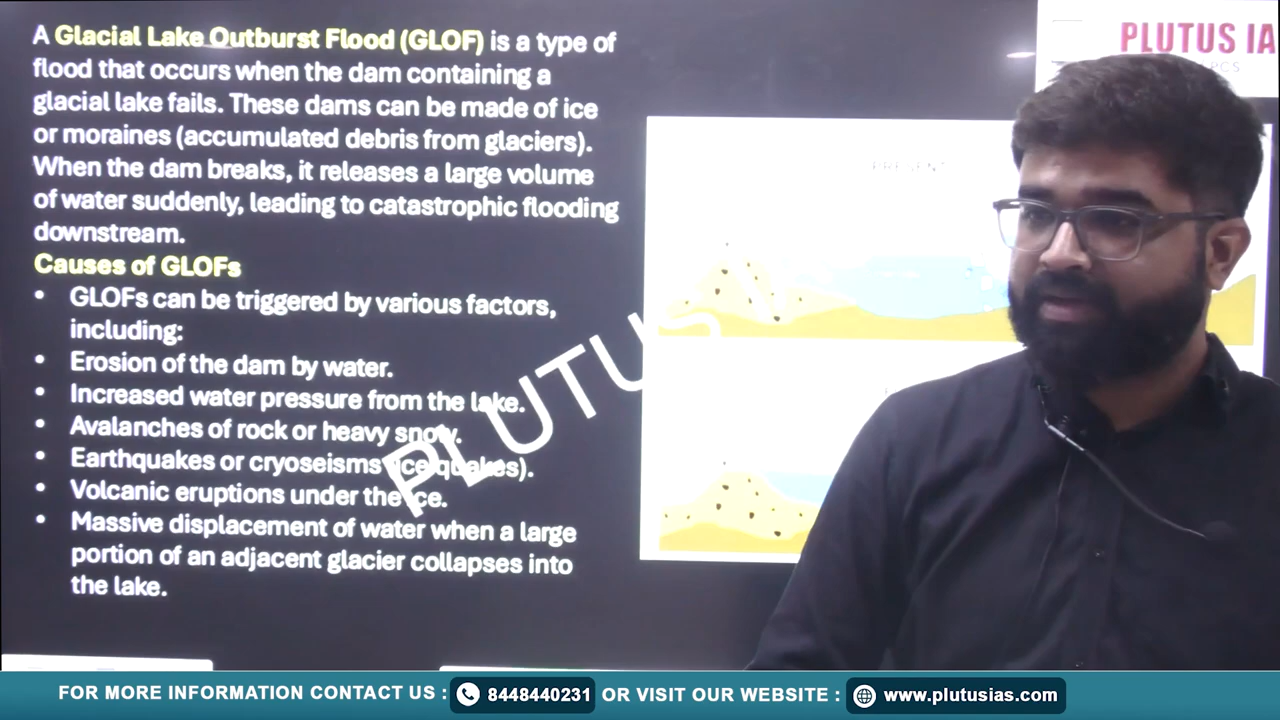 A Glacial Lake Outburst Flood (GLOF) is a type of
flood that occurs when the dam containing a
glacial lake fails. These dams can be made of ice
or moraines (accumulated debris from glaciers).
When the dam breaks, it releases a large volume
of water suddenly, leading to catastrophic flooding
downstream.
Causes of GLOFs
• GLOFs can be triggered by various factors,
including:
• Erosion of the dam by water.
• Increased water pressure from the lake.
• Avalanches of rock or heavy snow.
• Earthquakes or cryoseisms (ice quakes).
• Volcanic eruptions under the ice.
• Massive displacement of water when a large
portion of an adjacent glacier collapses into
the lake.
PLUTUS
PLUTUS IA
PCS
PRESENT
FOR MORE INFORMATION CONTACT US : 8448440231 OR VISIT OUR WEBSITE : www.plutusias.com